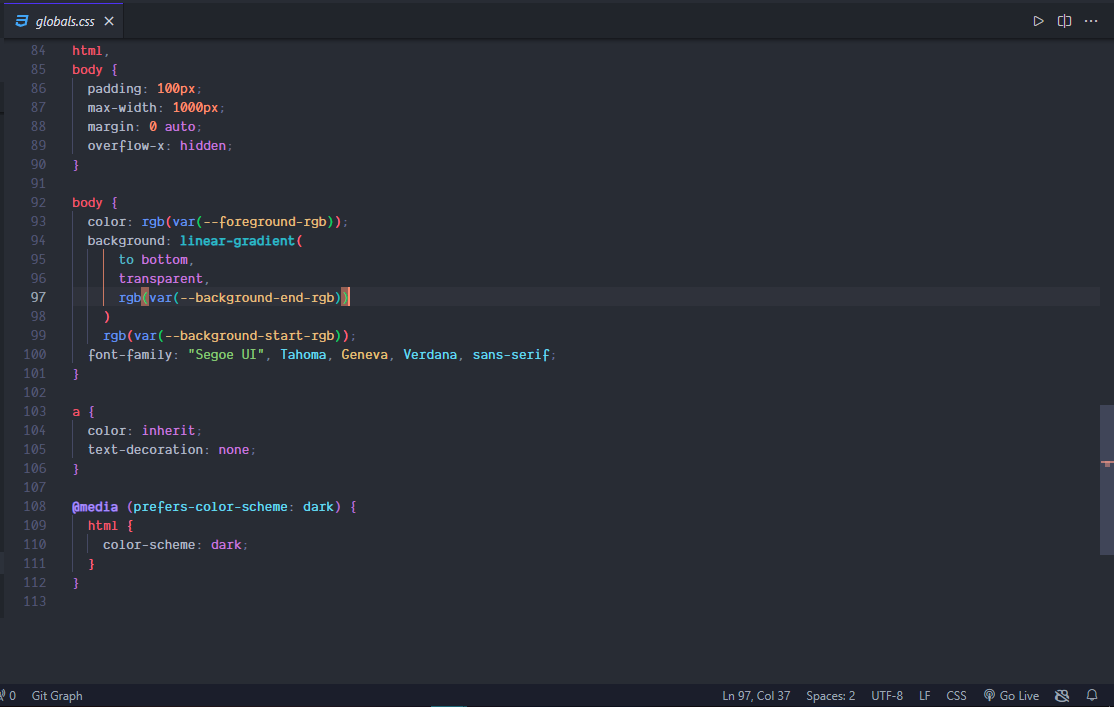 globals.css
84 html,
85 body {
86 padding: 100px;
87 max-width: 1000px;
88 margin: 0 auto;
89 overflow-x: hidden;
90 }
91
92 body {
93 color: rgb(var(--foreground-rgb));
94 background: linear-gradient(
95 to bottom,
96 transparent,
97 rgb(var(--background-end-rgb))
98 )
99 rgb(var(--background-start-rgb));
100 font-family: "Segoe UI", Tahoma, Geneva, Verdana, sans-serif;
101 }
102
103 a {
104 color: inherit;
105 text-decoration: none;
106 }
107
108 @media (prefers-color-scheme: dark) {
109 html {
110 color-scheme: dark;
111 }
112 }
113
0 Git Graph Ln 97, Col 37 Spaces: 2 UTF-8 LF CSS Go Live